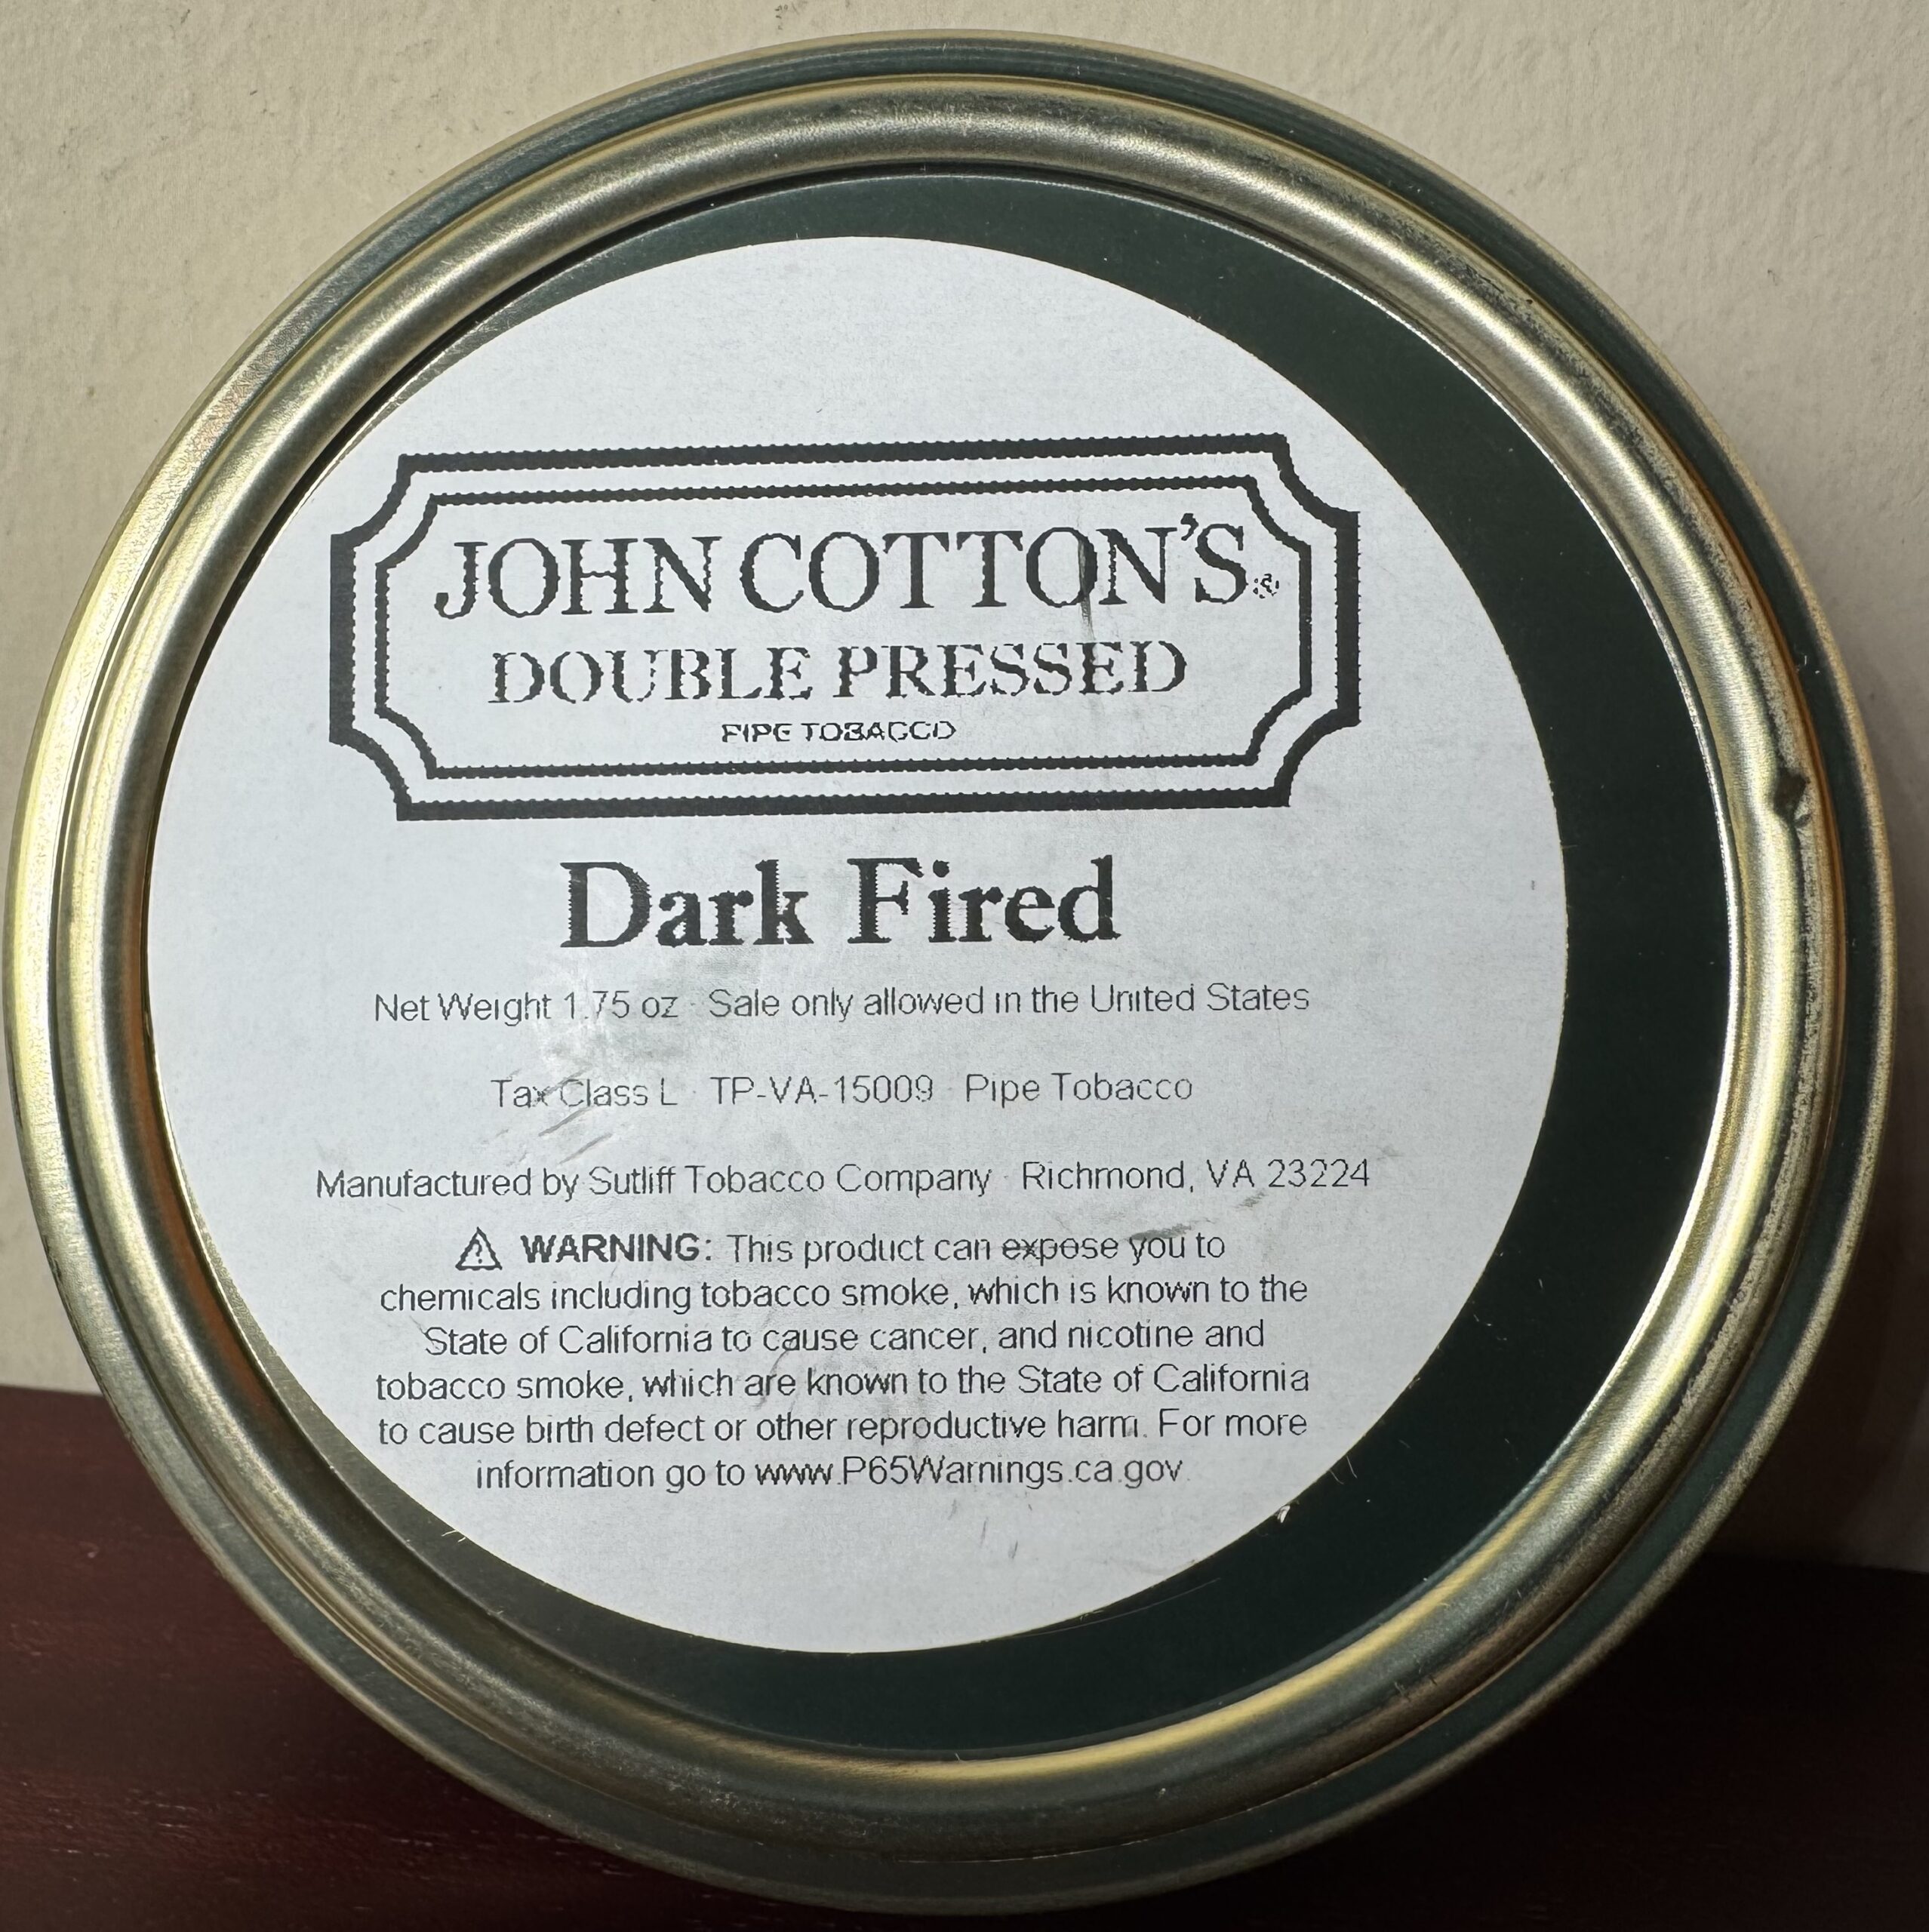 JOHN COTTON'S®
DOUBLE PRESSED
PIPE TOBACCO
Dark Fired
Net Weight 1.75 oz · Sale only allowed in the United States
Tax Class L · TP-VA-15009 · Pipe Tobacco
Manufactured by Sutliff Tobacco Company · Richmond, VA 23224
⚠ WARNING: This product can expose you to
chemicals including tobacco smoke, which is known to the
State of California to cause cancer, and nicotine and
tobacco smoke, which are known to the State of California
to cause birth defect or other reproductive harm. For more
information go to www.P65Warnings.ca.gov